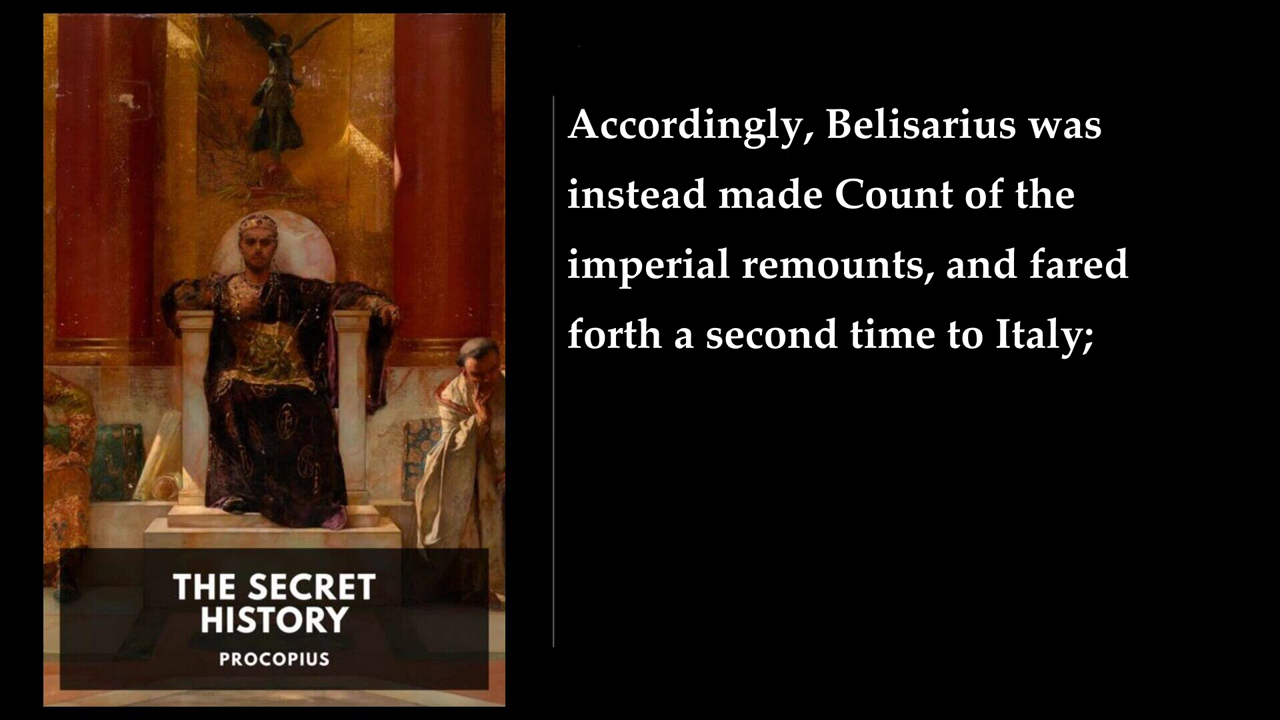 Accordingly, Belisarius was
instead made Count of the
imperial remounts, and fared
forth a second time to Italy;
THE SECRET
HISTORY
PROCOPIUS